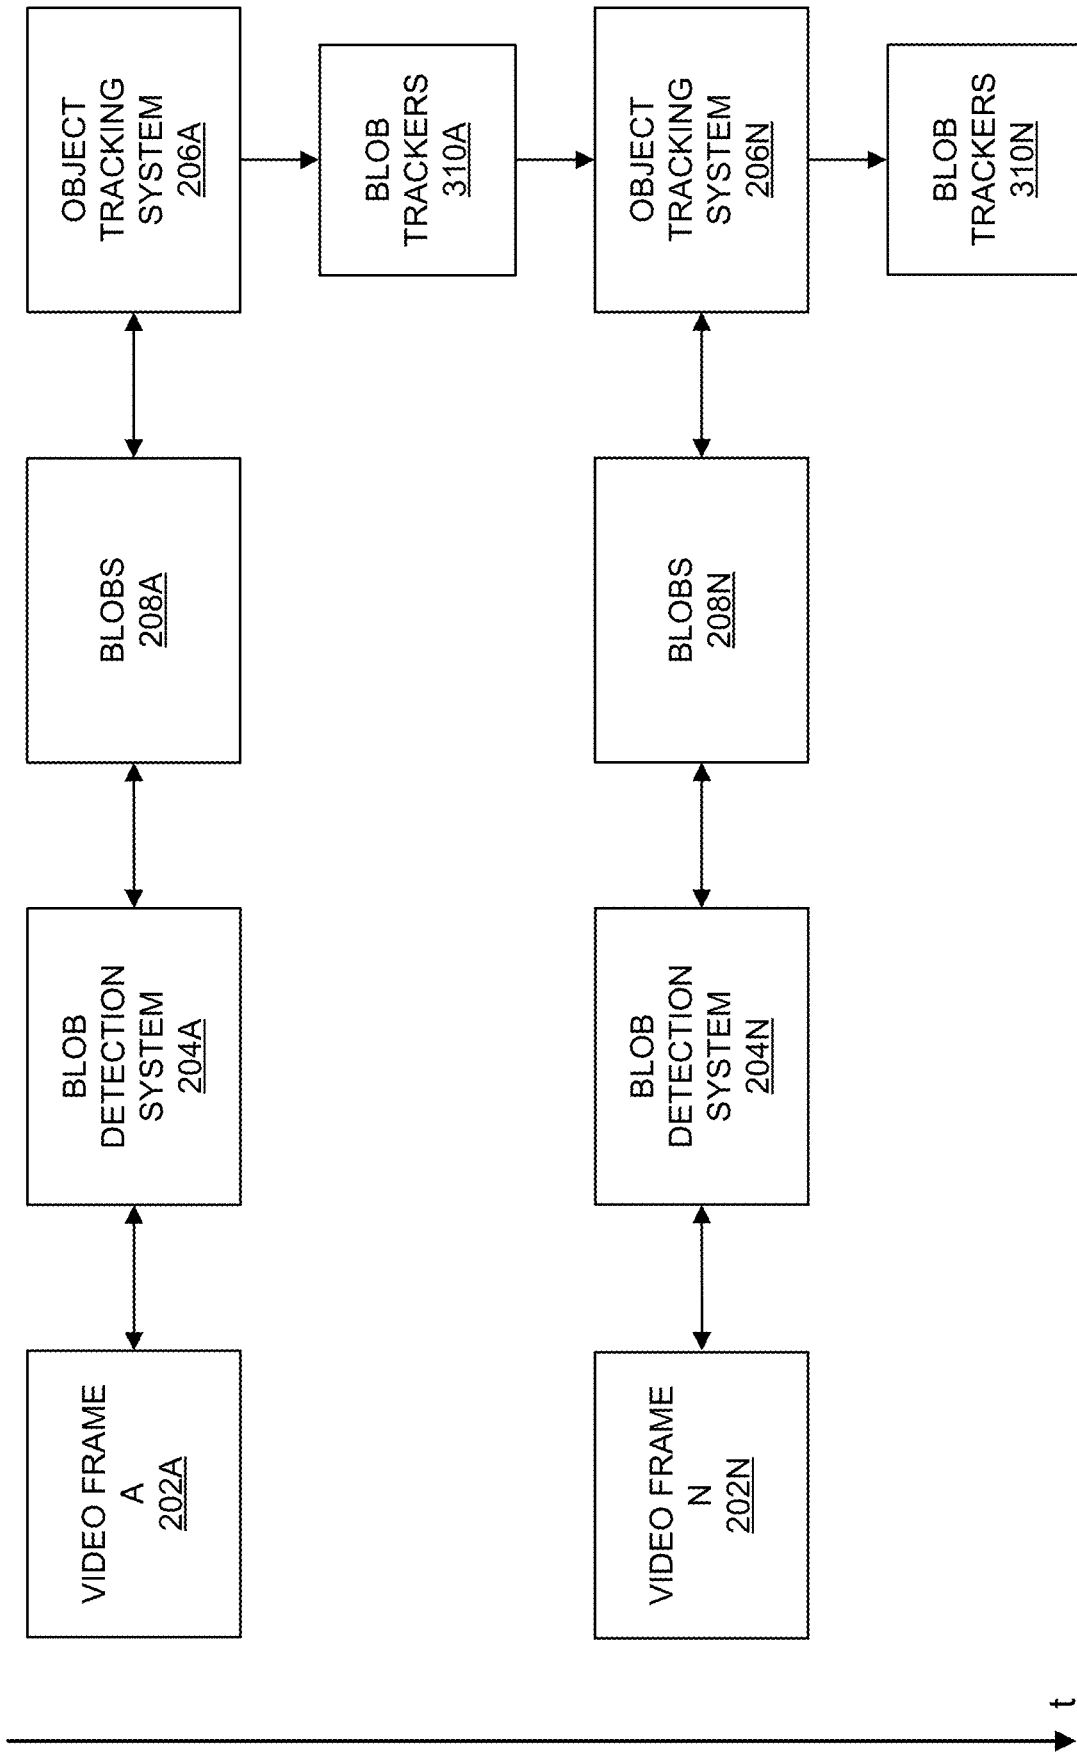 VIDEO FRAME
A
202A
BLOB
DETECTION
SYSTEM
204A
BLOBS
208A
OBJECT
TRACKING
SYSTEM
206A
BLOB
TRACKERS
310A
VIDEO FRAME
N
202N
BLOB
DETECTION
SYSTEM
204N
BLOBS
208N
OBJECT
TRACKING
SYSTEM
206N
BLOB
TRACKERS
310N
t